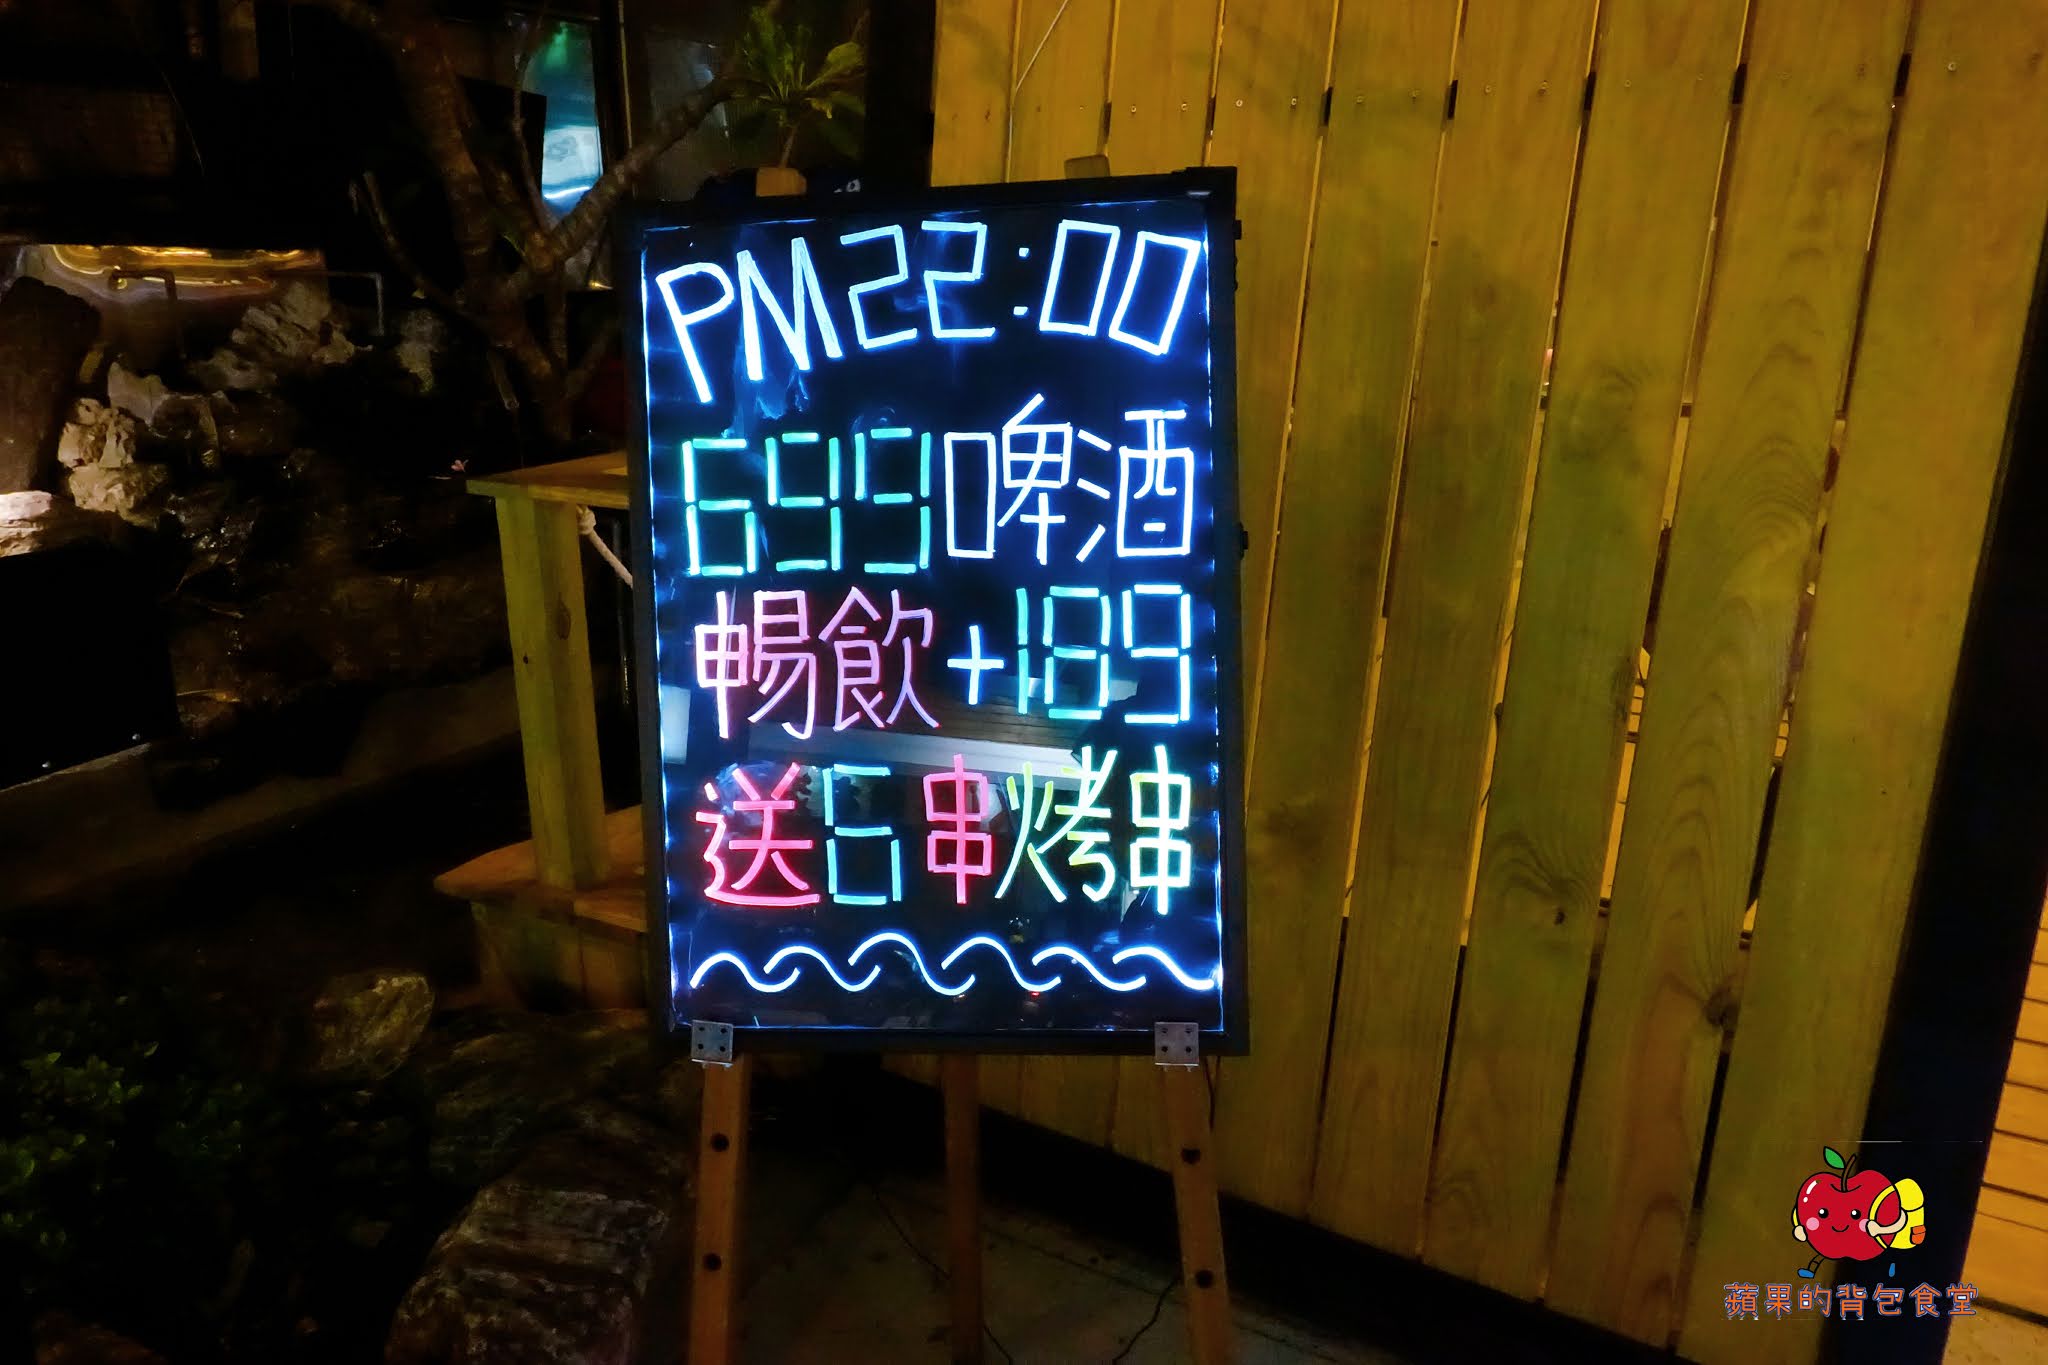 PM22:00
699啤酒
暢飲+189
送6串烤串
蘋果的背包食堂